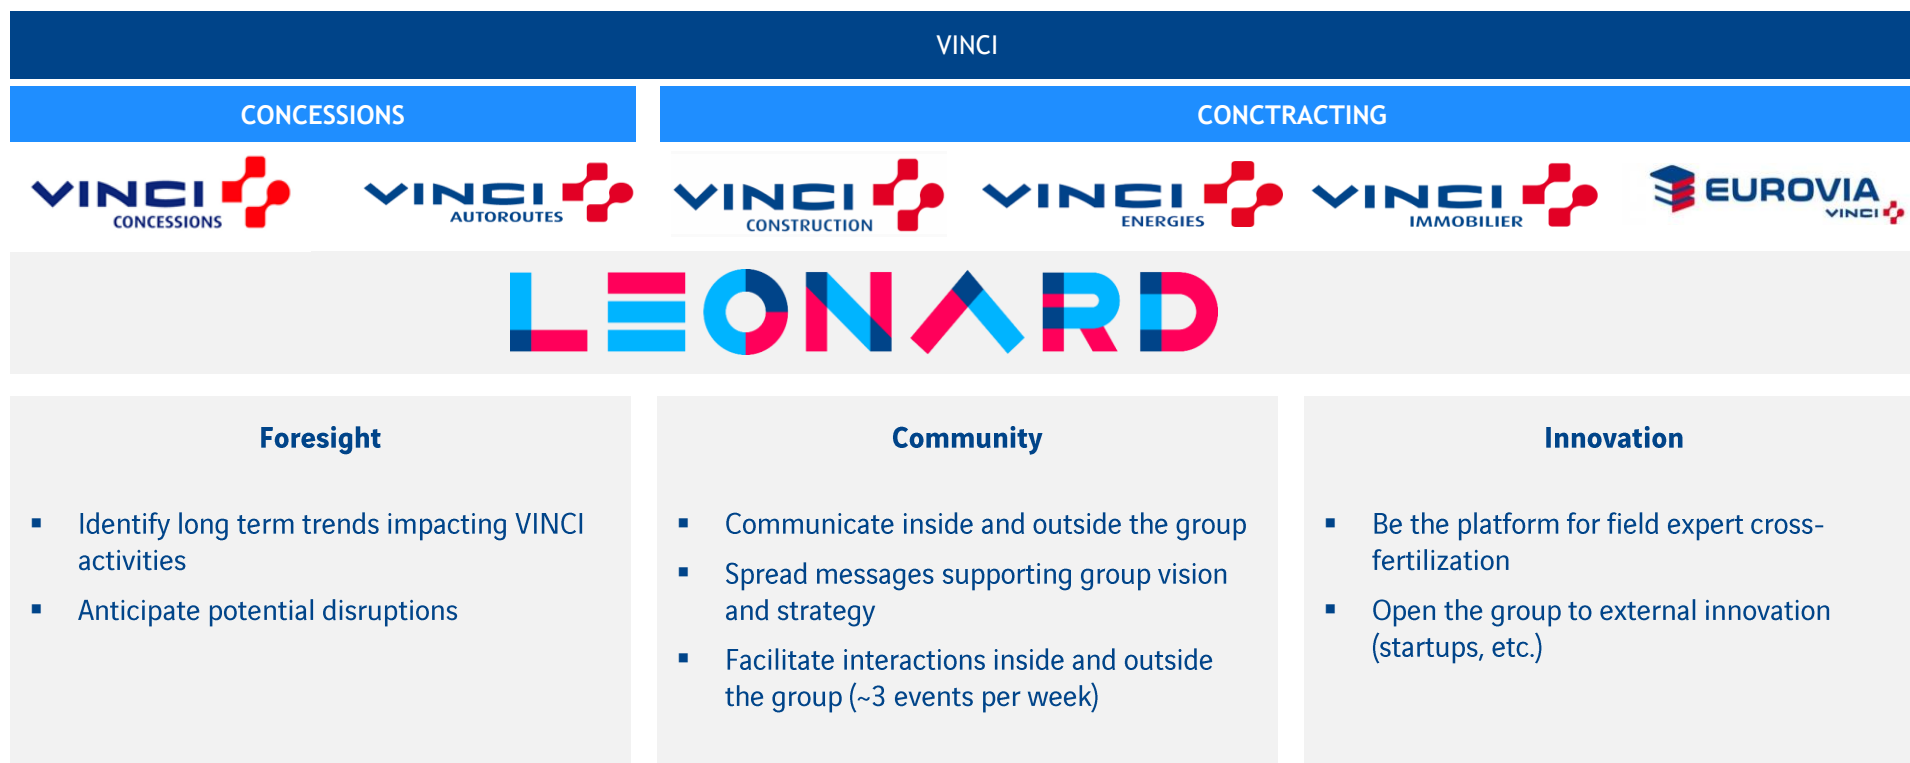 VINCI
CONCESSIONS
CONCTRACTING
VINCI
CONCESSIONS
VINCI
AUTOROUTES
VINCI
CONSTRUCTION
VINCI
ENERGIES
VINCI
IMMOBILIER
EUROVIA
VINCI
LEONARD
Foresight
▪ Identify long term trends impacting VINCI
activities
▪ Anticipate potential disruptions
Community
▪ Communicate inside and outside the group
▪ Spread messages supporting group vision
and strategy
▪ Facilitate interactions inside and outside
the group (~3 events per week)
Innovation
▪ Be the platform for field expert cross-
fertilization
▪ Open the group to external innovation
(startups, etc.)